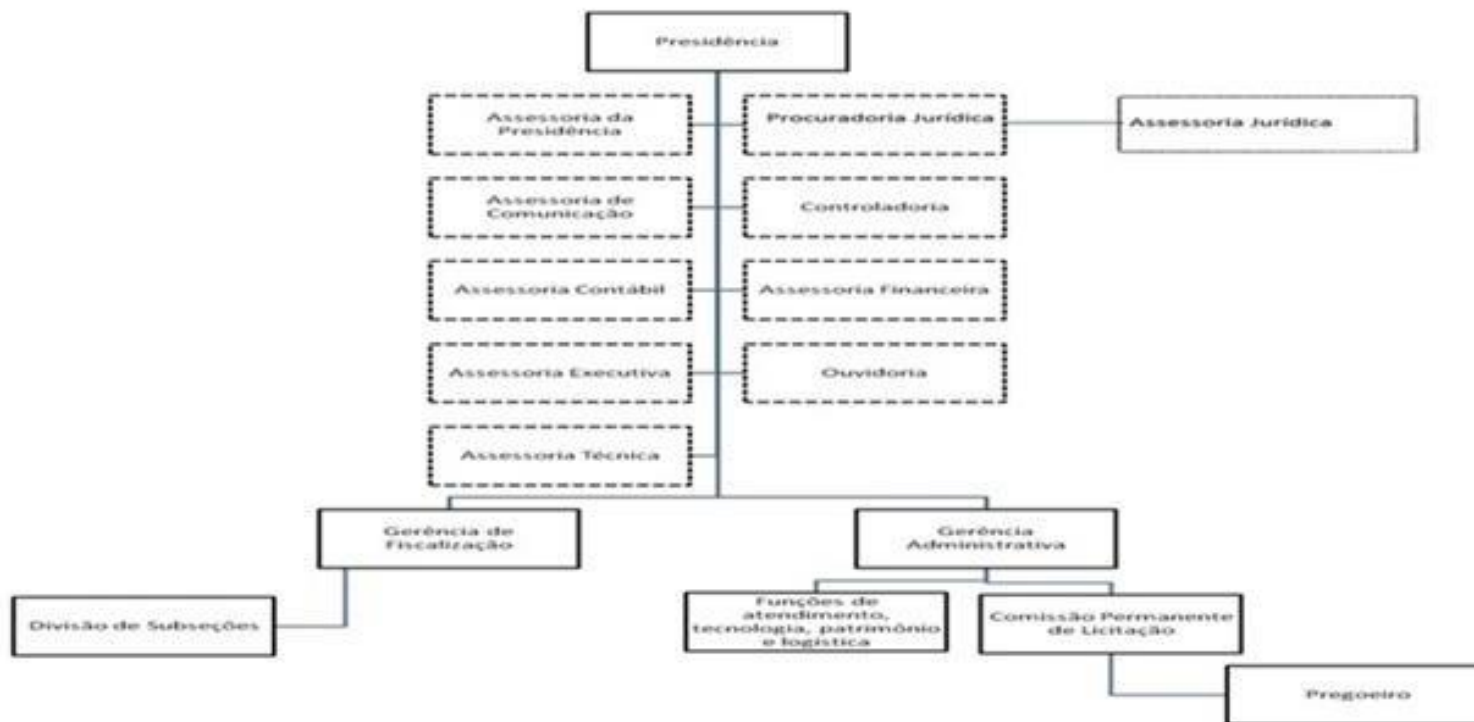 Presidência
Assessoria da
Presidência
Procuradoria Jurídica
Assessoria Jurídica
Assessoria de
Comunicação
Controladoria
Assessoria Contábil
Assessoria Financeira
Assessoria Executiva
Ouvidoria
Assessoria Técnica
Gerência de
Fiscalização
Gerência
Administrativa
Divisão de Subseções
Funções de
atendimento,
tecnologia, patrimônio
e logística
Comissão Permanente
de Licitação
Pregoeiro